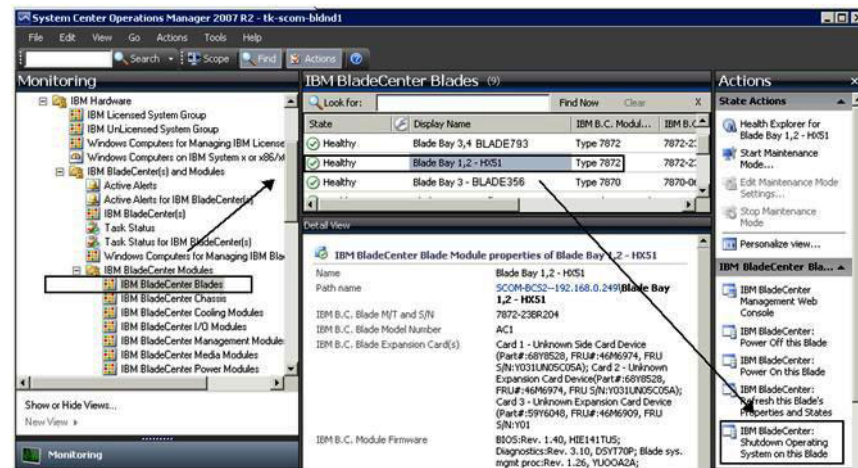 System Center Operations Manager 2007 R2 - tk-scom-bldnd1
File Edit View Go Actions Tools Help
Search Scope Find Actions
Monitoring
IBM Hardware
IBM Licensed System Group
IBM UnLicensed System Group
Windows Computers for Managing IBM License
Windows Computers on IBM System x or x86/x
IBM BladeCenter(s) and Modules
Active Alerts
Active Alerts for IBM BladeCenter(s)
IBM BladeCenter(s)
Task Status
Task Status for IBM BladeCenter(s)
Windows Computers for Managing IBM Bla
IBM BladeCenter Modules
IBM BladeCenter Blades
IBM BladeCenter Chassis
IBM BladeCenter Cooling Modules
IBM BladeCenter I/O Modules
IBM BladeCenter Management Module
IBM BladeCenter Media Modules
IBM BladeCenter Power Modules
Show or Hide Views...
New View
Monitoring
IBM BladeCenter Blades (9)
Look for: Find Now Clear X
State Display Name IBM B.C. Modul... IBM B.C
Healthy Blade Bay 3,4 BLADE793 Type 7872 7872-2
Healthy Blade Bay 1,2 - HX51 Type 7872 7872-2
Healthy Blade Bay 3 - BLADE356 Type 7870 7870-0
Detail View
IBM BladeCenter Blade Module properties of Blade Bay 1,2 - HX51
Name Blade Bay 1,2 - HX51
Path name SCOM-BC52--192.168.0.249\Blade Bay
1,2 - HX51
IBM B.C. Blade M/T and S/N 7872-23BR204
IBM B.C. Blade Model Number AC1
IBM B.C. Blade Expansion Card(s) Card 1 - Unknown Side Card Device
(Part#:68Y8528, FRU#:46M6974, FRU
S/N:Y031UN05C05A); Card 2 - Unknown
Expansion Card Device(Part#:68Y8528,
FRU#:46M6974, FRU S/N:Y031UN05C05A);
Card 3 - Unknown Expansion Card Device
(Part#:59Y6048, FRU#:46M6909, FRU
S/N:Y01
IBM B.C. Module Firmware BIOS:Rev. 1.40, HIE141TUS;
Diagnostics:Rev. 3.10, DSYT70P; Blade sys.
mgmt proc:Rev. 1.26, YUOOA2A;
Actions x
State Actions
Health Explorer for
Blade Bay 1,2 - HX51
Start Maintenance
Mode...
Edit Maintenance Mode
Settings...
Stop Maintenance
Mode
Personalize view...
IBM BladeCenter Bla...
IBM BladeCenter
Management Web
Console
IBM BladeCenter:
Power Off this Blade
IBM BladeCenter:
Power On this Blade
IBM BladeCenter:
Refresh this Blade's
Properties and States
IBM BladeCenter:
Shutdown Operating
System on this Blade